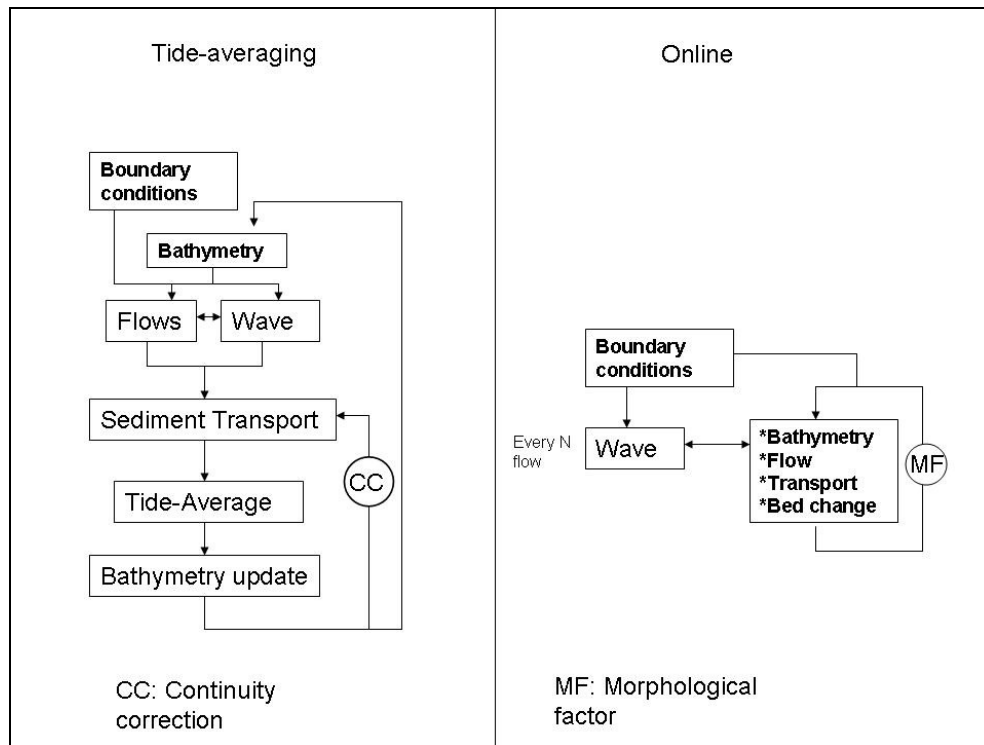 Tide-averaging
Boundary
conditions
Bathymetry
Flows
Wave
Sediment Transport
CC
Tide-Average
Bathymetry update
CC: Continuity
correction
Online
Boundary
conditions
Every N
flow
Wave
*Bathymetry
*Flow
*Transport
*Bed change
MF
MF: Morphological
factor